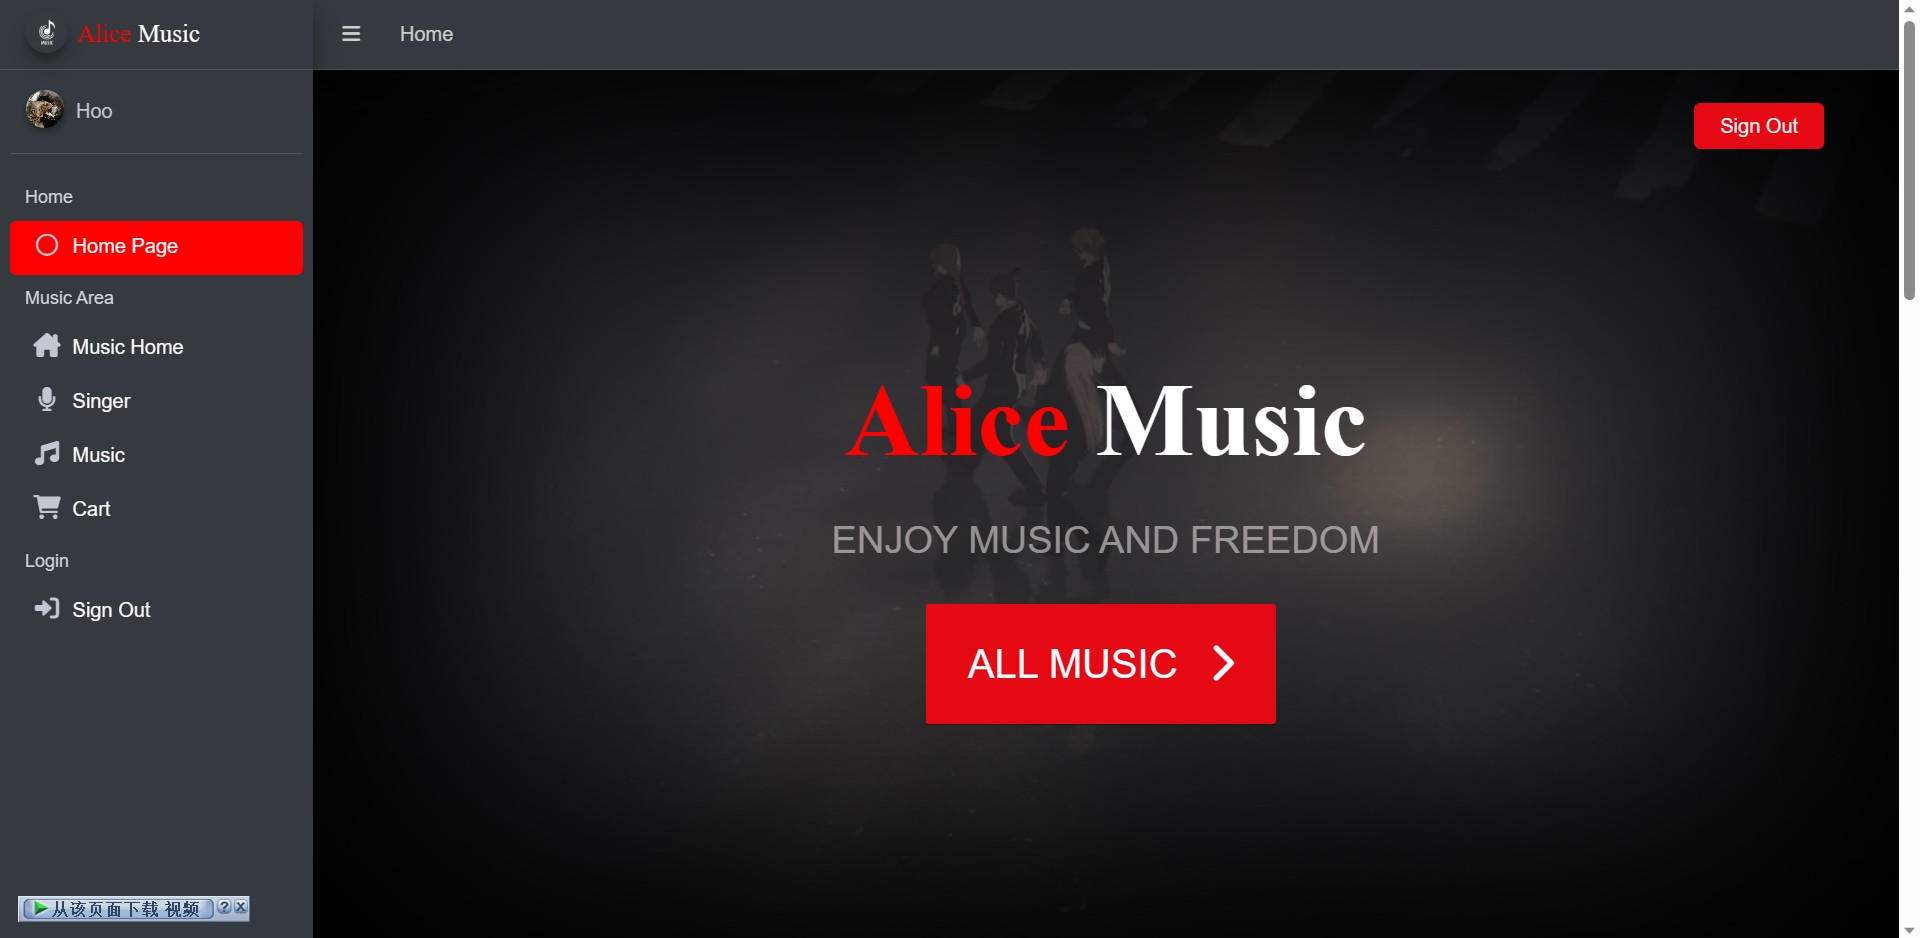 Alice Music
Home
Hoo
Home
Home Page
Music Area
Music Home
Singer
Music
Cart
Login
Sign Out
Sign Out
Alice Music
ENJOY MUSIC AND FREEDOM
ALL MUSIC
从该页面下载 视频